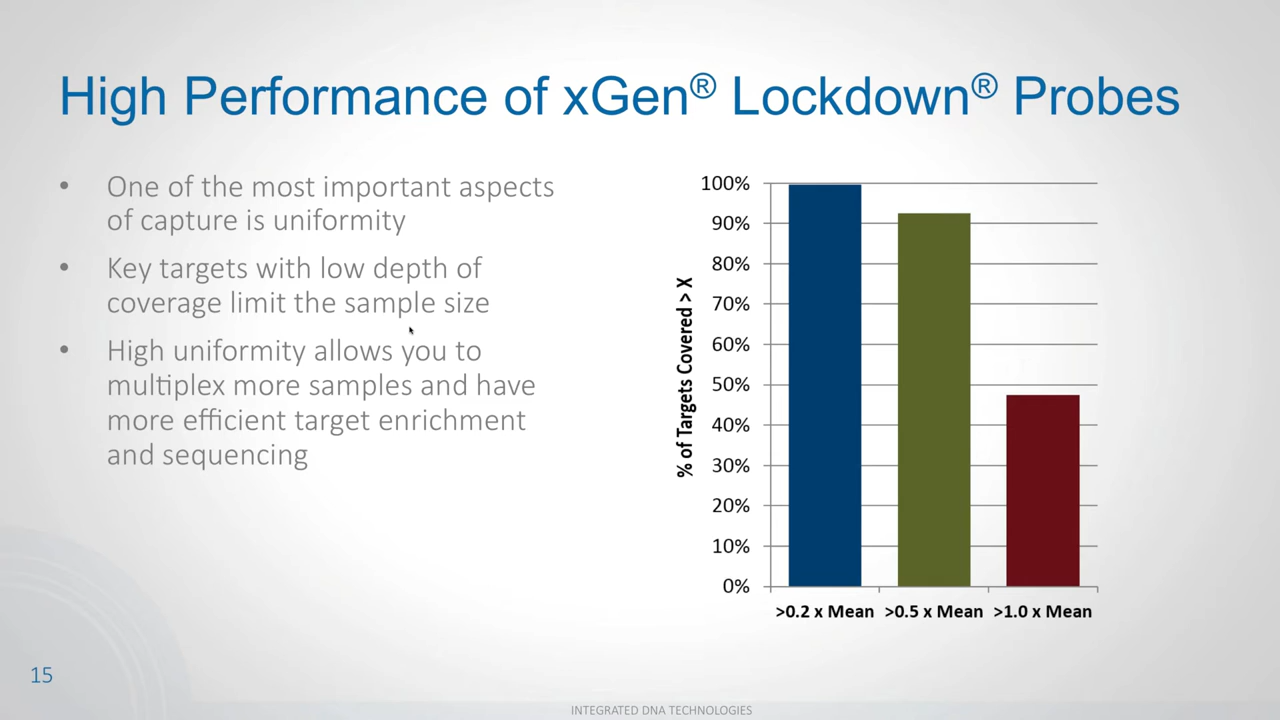 High Performance of xGen® Lockdown® Probes
• One of the most important aspects
of capture is uniformity
• Key targets with low depth of
coverage limit the sample size
• High uniformity allows you to
multiplex more samples and have
more efficient target enrichment
and sequencing
% of Targets Covered > X
100%
90%
80%
70%
60%
50%
40%
30%
20%
10%
0%
>0.2 x Mean >0.5 x Mean >1.0 x Mean
15
INTEGRATED DNA TECHNOLOGIES